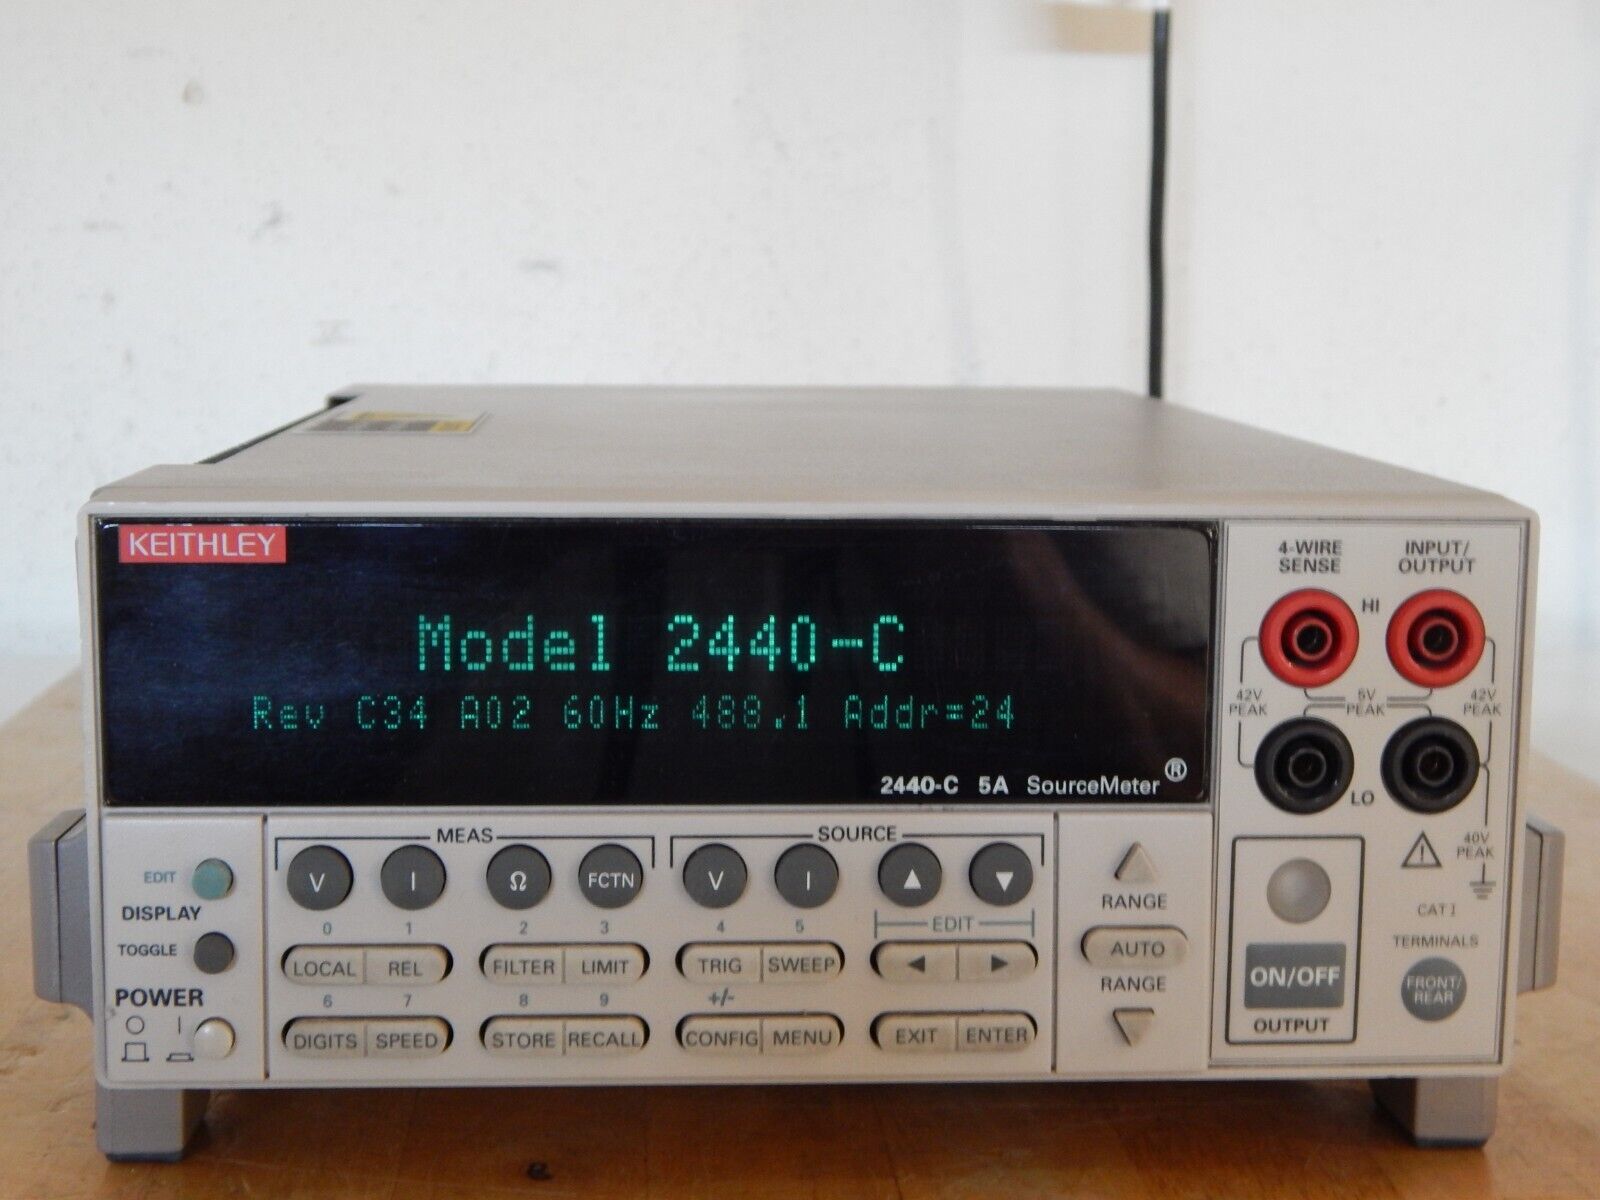 KEITHLEY
Model 2440-C
Rev C34 A02 60Hz 488.1 Addr=24
2440-C 5A SourceMeter®
4-WIRE SENSE
INPUT/OUTPUT
HI
42V PEAK
5V PEAK
42V PEAK
LO
40V PEAK
CAT I
TERMINALS
FRONT/REAR
ON/OFF
OUTPUT
EDIT
DISPLAY
TOGGLE
POWER
MEAS
V I Ω FCTN
0 1 2 3
LOCAL REL FILTER LIMIT
6 7 8 9
DIGITS SPEED STORE RECALL
SOURCE
V I ▲ ▼
4 5 EDIT
TRIG SWEEP ◄ ►
+/-
CONFIG MENU EXIT ENTER
RANGE
AUTO
RANGE